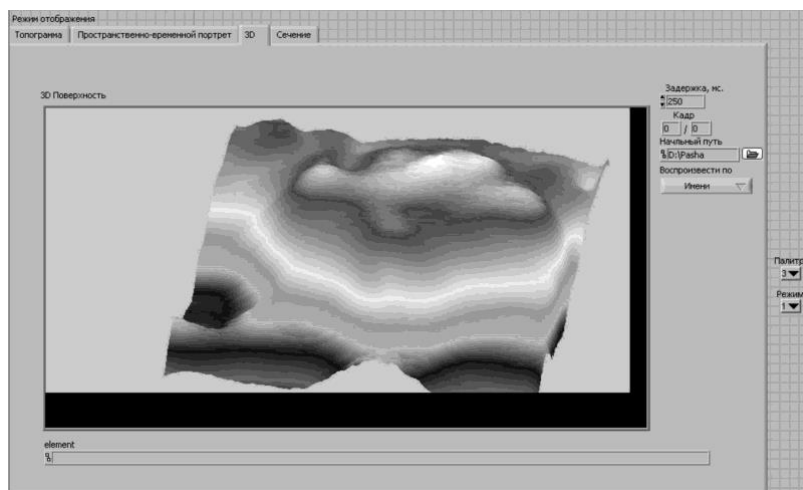 Режим отображения
Топограмма Пространственно-временной портрет 3D Сечение
3D Поверхность
Задержка, мс.
250
Кадр
0 / 0
Начльный путь
D:\Pasha
Воспроизвести по
Имени
Палитр
3
Режим
1
element